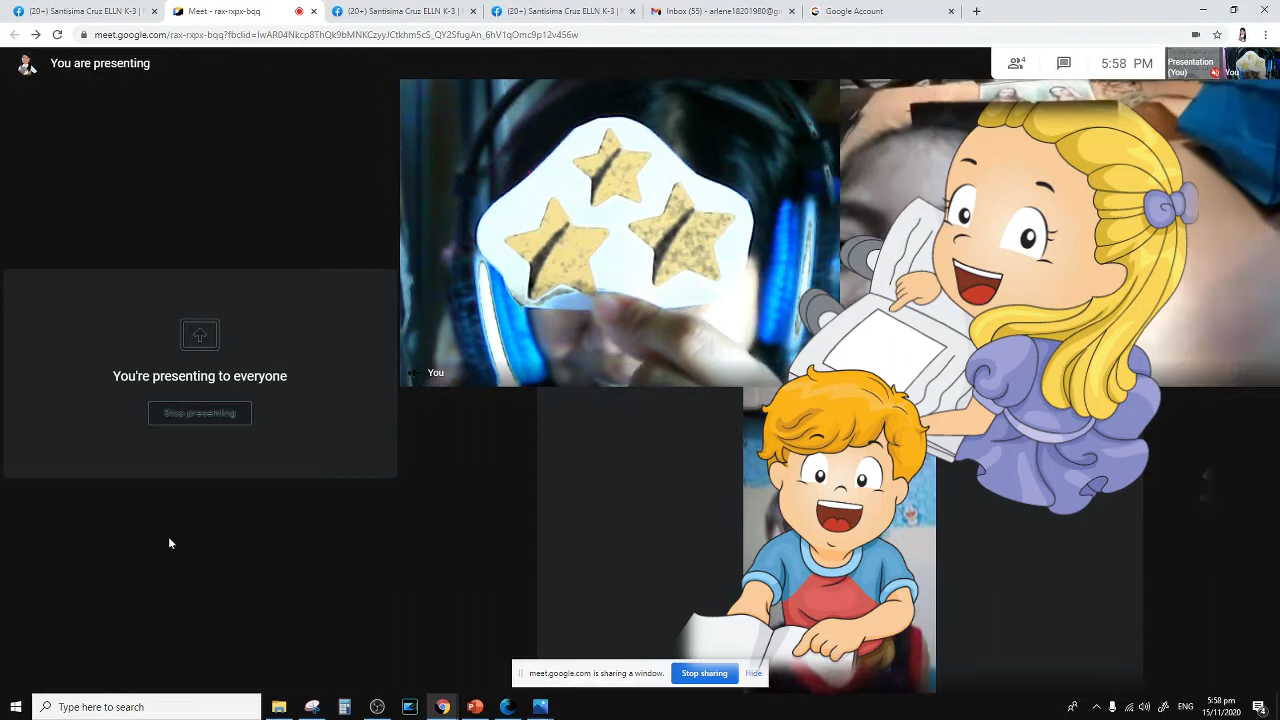 (20+) Santisima Cruz ELLN K-3 |
Meet - rax-rxpx-bqq
(20+) Santisima Cruz ELLN K-3 |
(20+) Santisima Cruz ELLN K-3 |
Inbox (55) - arlene18201980@g
Google Account
meet.google.com/rax-rxpx-bqq?fbclid=IwAR04Nkcp8ThQk9bMNKCzyyJCtkhm5cS_QY2SfugAn_6hV1qOmc9p12v456w
You are presenting
4
5:58 PM
Presentation
(You)
You
You
You're presenting to everyone
Stop presenting
meet.google.com is sharing a window.
Stop sharing
Hide
Type here to search
ENG
5:58 pm
15/11/2020